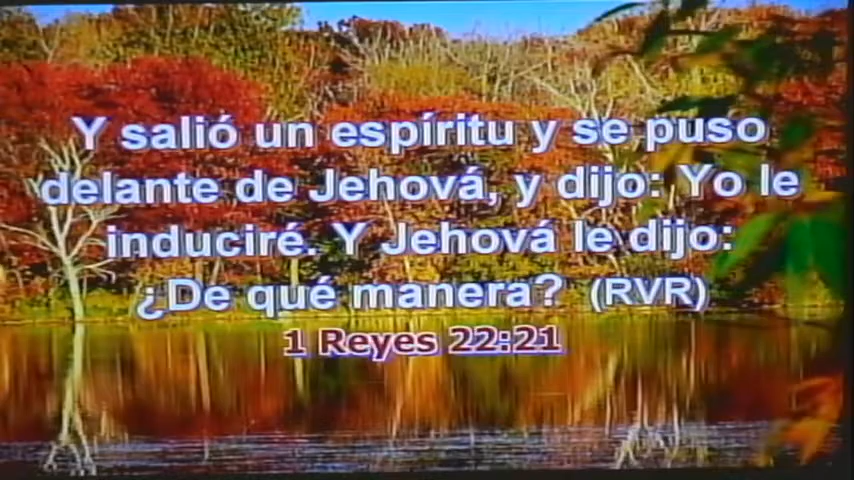 Y salió un espíritu y se puso
delante de Jehová, y dijo: Yo le
induciré. Y Jehová le dijo:
¿De qué manera? (RVR)
1 Reyes 22:21